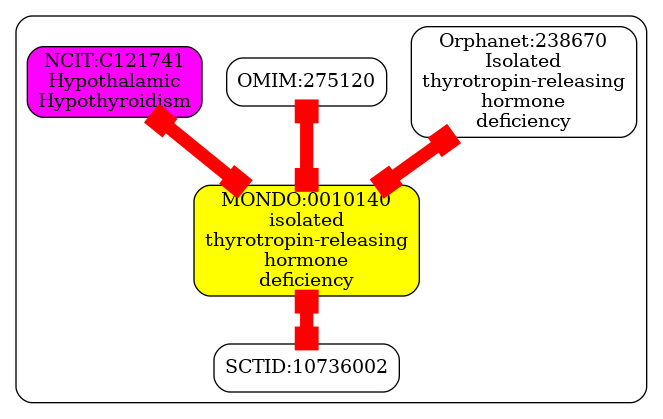 NCIT:C121741
Hypothalamic
Hypothyroidism
OMIM:275120
Orphanet:238670
Isolated
thyrotropin-releasing
hormone
deficiency
MONDO:0010140
isolated
thyrotropin-releasing
hormone
deficiency
SCTID:10736002